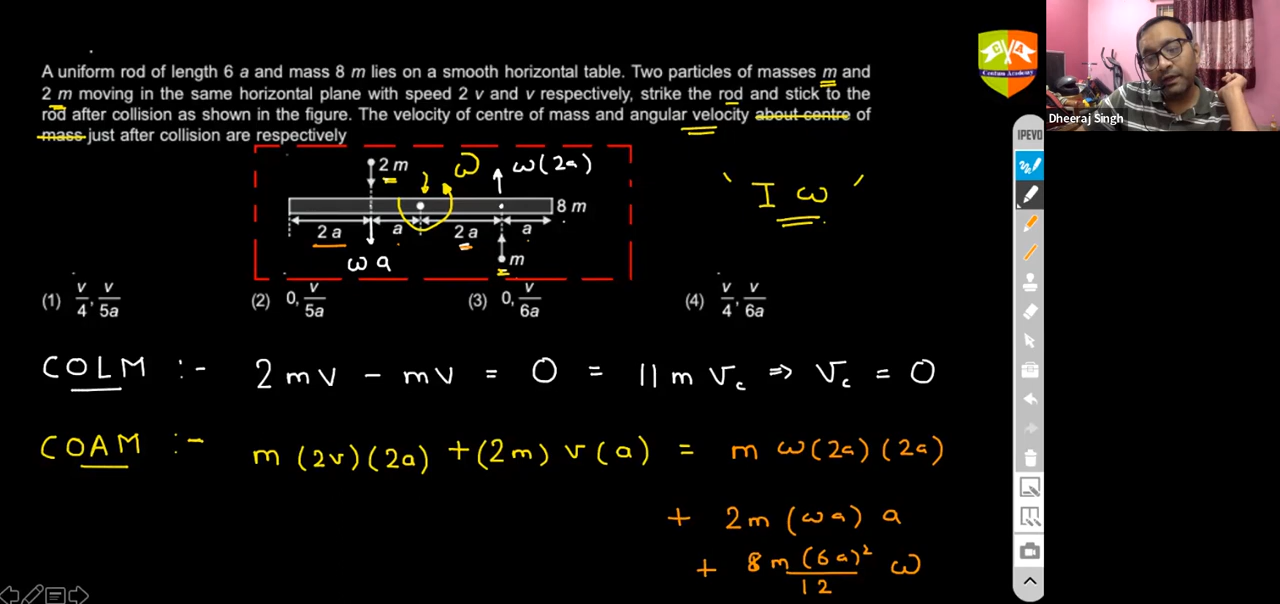 A uniform rod of length 6 a and mass 8 m lies on a smooth horizontal table. Two particles of masses m and
2 m moving in the same horizontal plane with speed 2 v and v respectively, strike the rod and stick to the
rod after collision as shown in the figure. The velocity of centre of mass and angular velocity about centre of
mass just after collision are respectively
Dheeraj Singh
IPEVO
2 m ω ω(2a)
'I ω'
8 m
2 a a 2a a
ωa m
(1) v/4, v/5a (2) 0, v/5a (3) 0, v/6a (4) v/4, v/6a
COLM :- 2mv - mv = 0 = 11m Vc ⇒ Vc = 0
COAM :- m(2v)(2a) + (2m) v(a) = m ω(2a)(2a)
+ 2m(ωa) a
+ 8m(6a)²/12 ω